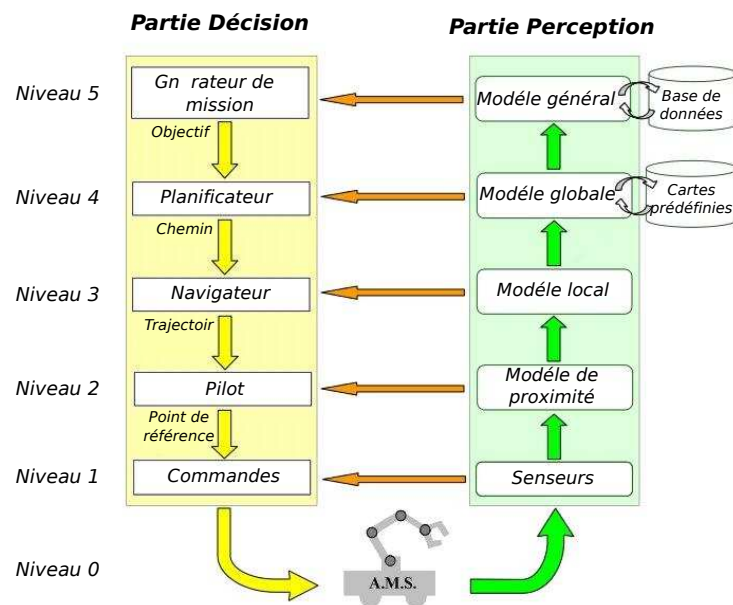 Partie Décision
Partie Perception
Niveau 5
Gn rateur de
mission
Modéle général
Base de
données
Objectif
Niveau 4
Planificateur
Modéle globale
Cartes
prédéfinies
Chemin
Niveau 3
Navigateur
Modéle local
Trajectoir
Niveau 2
Pilot
Modéle de
proximité
Point de
référence
Niveau 1
Commandes
Senseurs
Niveau 0
A.M.S.